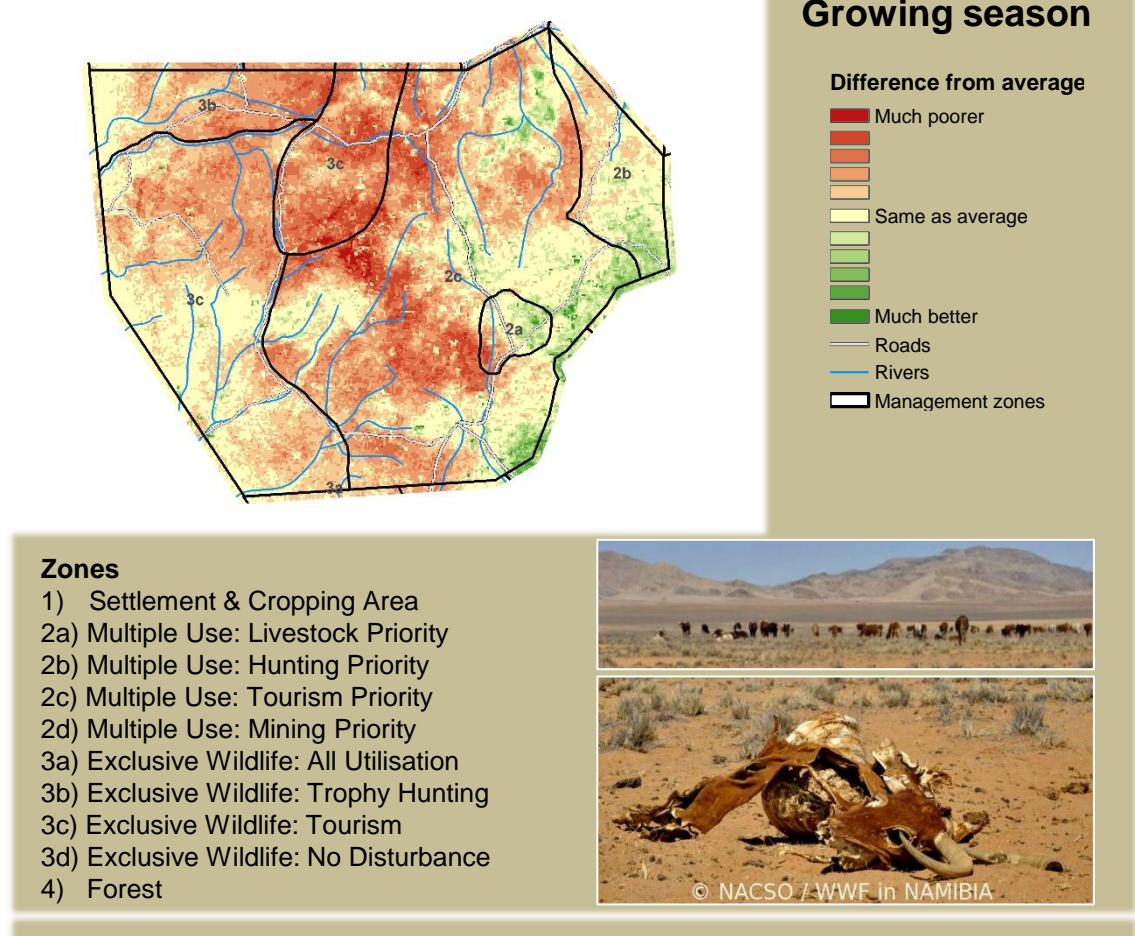 Growing season
Difference from average
Much poorer
Same as average
Much better
Roads
Rivers
Management zones
3b
3c
2b
2c
3c
2a
3a
Zones
1) Settlement & Cropping Area
2a) Multiple Use: Livestock Priority
2b) Multiple Use: Hunting Priority
2c) Multiple Use: Tourism Priority
2d) Multiple Use: Mining Priority
3a) Exclusive Wildlife: All Utilisation
3b) Exclusive Wildlife: Trophy Hunting
3c) Exclusive Wildlife: Tourism
3d) Exclusive Wildlife: No Disturbance
4) Forest
© NACSO / WWF in NAMIBIA